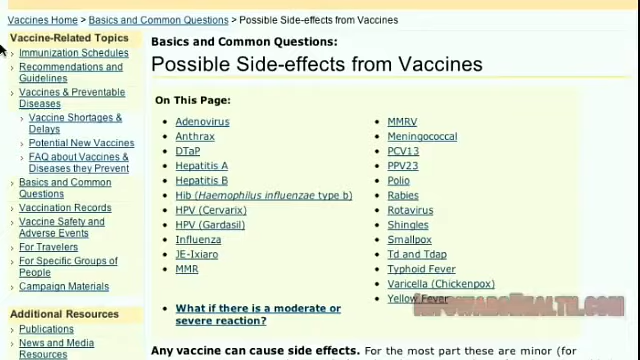 Vaccines Home > Basics and Common Questions > Possible Side-effects from Vaccines
Vaccine-Related Topics
Immunization Schedules
Recommendations and
Guidelines
Vaccines & Preventable
Diseases
Vaccine Shortages &
Delays
Potential New Vaccines
FAQ about Vaccines &
Diseases they Prevent
Basics and Common
Questions
Vaccination Records
Vaccine Safety and
Adverse Events
For Travelers
For Specific Groups of
People
Campaign Materials
Additional Resources
Publications
News and Media
Resources
Basics and Common Questions:
Possible Side-effects from Vaccines
On This Page:
Adenovirus
Anthrax
DTaP
Hepatitis A
Hepatitis B
Hib (Haemophilus influenzae type b)
HPV (Cervarix)
HPV (Gardasil)
Influenza
JE-Ixiaro
MMR
What if there is a moderate or
severe reaction?
MMRV
Meningococcal
PCV13
PPV23
Polio
Rabies
Rotavirus
Shingles
Smallpox
Td and Tdap
Typhoid Fever
Varicella (Chickenpox)
Yellow Fever
INFOWARSHEALTH.COM
Any vaccine can cause side effects. For the most part these are minor (for